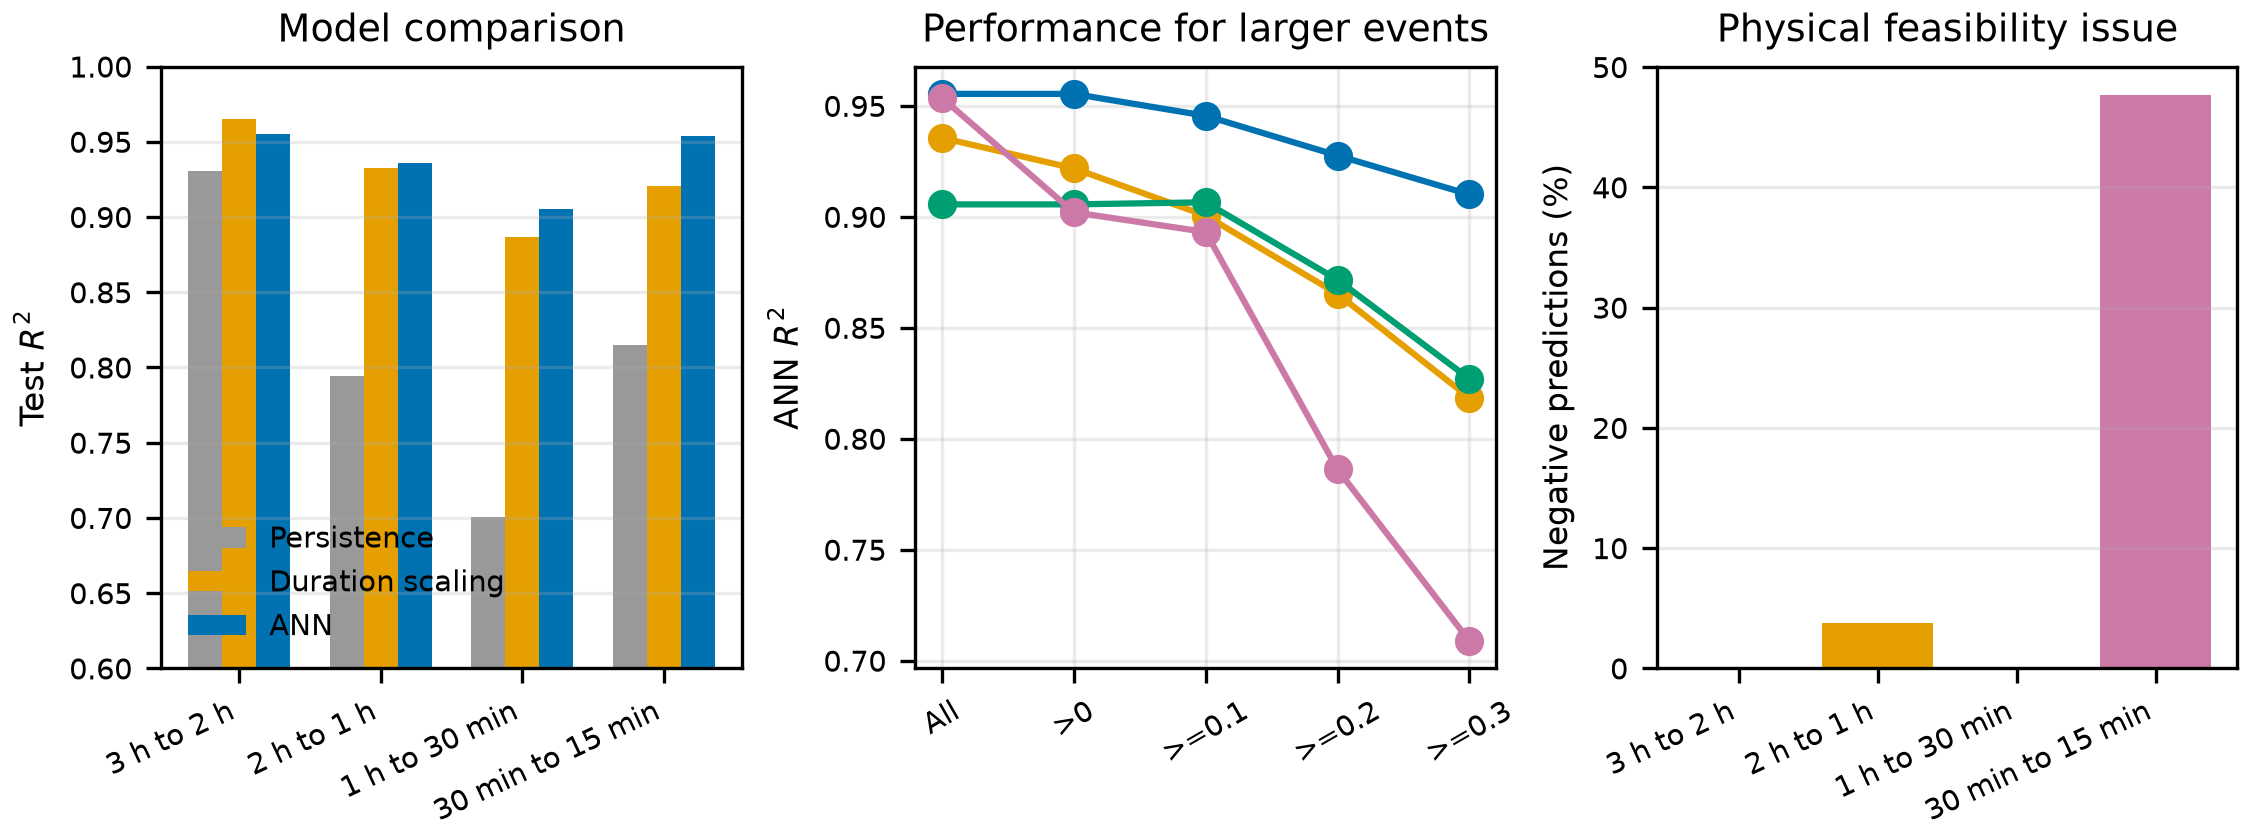 Model comparison
Test R²
1.00
0.95
0.90
0.85
0.80
0.75
0.70
0.65
0.60
Persistence
Duration scaling
ANN
3 h to 2 h
2 h to 1 h
1 h to 30 min
30 min to 15 min
Performance for larger events
ANN R²
0.95
0.90
0.85
0.80
0.75
0.70
All
>0
>=0.1
>=0.2
>=0.3
Physical feasibility issue
Negative predictions (%)
50
40
30
20
10
0
3 h to 2 h
2 h to 1 h
1 h to 30 min
30 min to 15 min